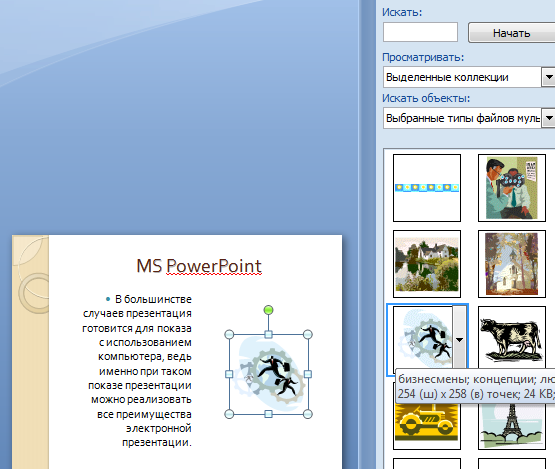 Искать:
Начать
Просматривать:
Выделенные коллекции
Искать объекты:
Выбранные типы файлов муль
MS PowerPoint
• В большинстве
случаев презентация
готовится для показа
с использованием
компьютера, ведь
именно при таком
показе презентации
можно реализовать
все преимущества
электронной
презентации.
бизнесмены; концепции; лю
254 (ш) x 258 (в) точек; 24 КБ;